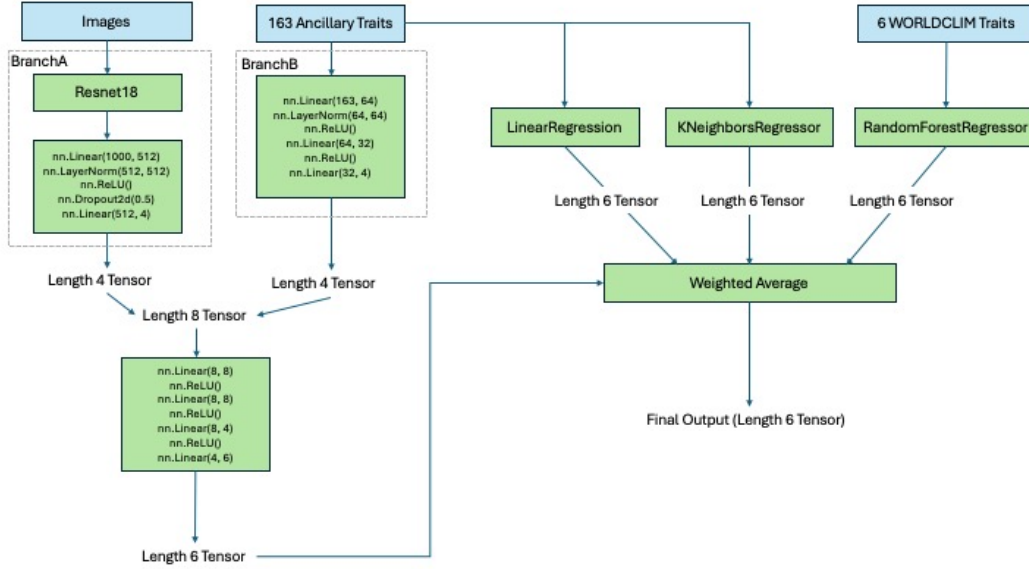 Images
163 Ancillary Traits
6 WORLDCLIM Traits
BranchA
Resnet18
nn.Linear(1000, 512)
nn.LayerNorm(512, 512)
nn.ReLU()
nn.Dropout2d(0.5)
nn.Linear(512, 4)
BranchB
nn.Linear(163, 64)
nn.LayerNorm(64, 64)
nn.ReLU()
nn.Linear(64, 32)
nn.ReLU()
nn.Linear(32, 4)
LinearRegression
KNeighborsRegressor
RandomForestRegressor
Length 6 Tensor
Length 6 Tensor
Length 6 Tensor
Length 4 Tensor
Length 4 Tensor
Weighted Average
Length 8 Tensor
nn.Linear(8, 8)
nn.ReLU()
nn.Linear(8, 8)
nn.ReLU()
nn.Linear(8, 4)
nn.ReLU()
nn.Linear(4, 6)
Final Output (Length 6 Tensor)
Length 6 Tensor